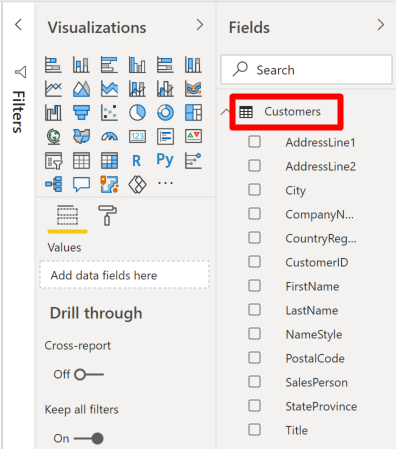 Filters
Visualizations
123
R
Py
Values
Add data fields here
Drill through
Cross-report
Off
Keep all filters
On
Fields
Search
Customers
AddressLine1
AddressLine2
City
CompanyN...
CountryReg...
CustomerID
FirstName
LastName
NameStyle
PostalCode
SalesPerson
StateProvince
Title